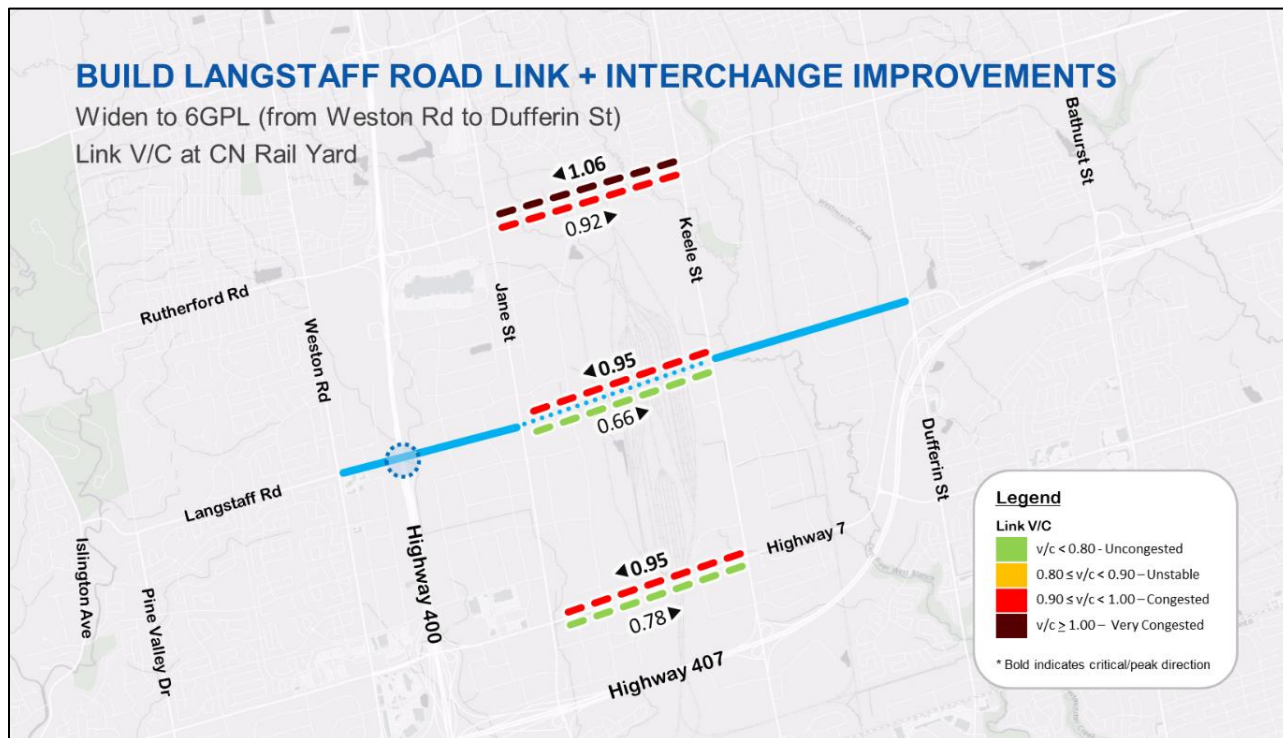 BUILD LANGSTAFF ROAD LINK + INTERCHANGE IMPROVEMENTS
Widen to 6GPL (from Weston Rd to Dufferin St)
Link V/C at CN Rail Yard
Bathurst St
◄1.06
0.92►
Keele St
Rutherford Rd
Jane St
Weston Rd
◄0.95
0.66►
Dufferin St
Langstaff Rd
Highway 400
Islington Ave
Pine Valley Dr
Highway 7
◄0.95
0.78►
Highway 407
Legend
Link V/C
v/c < 0.80 - Uncongested
0.80 ≤ v/c < 0.90 – Unstable
0.90 ≤ v/c < 1.00 – Congested
v/c ≥ 1.00 – Very Congested
* Bold indicates critical/peak direction